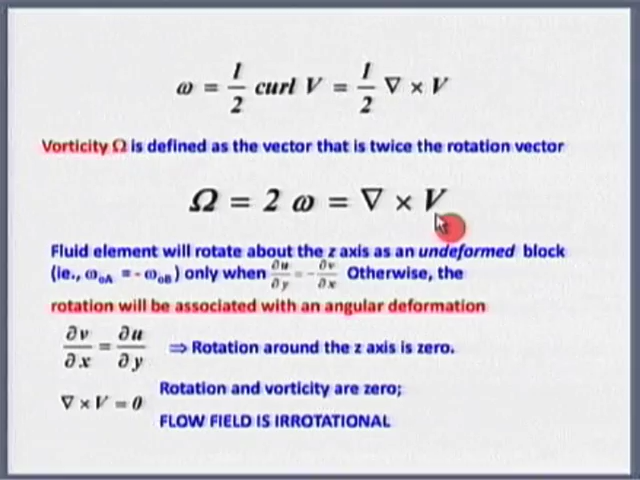 ω = 1/2 curl V = 1/2 ∇ × V
Vorticity Ω is defined as the vector that is twice the rotation vector
Ω = 2 ω = ∇ × V
Fluid element will rotate about the z axis as an undeformed block
(ie., ω_oA = - ω_oB) only when ∂u/∂y = -∂v/∂x Otherwise, the
rotation will be associated with an angular deformation
∂v/∂x = ∂u/∂y ⇒ Rotation around the z axis is zero.
∇ × V = 0 Rotation and vorticity are zero;
FLOW FIELD IS IRROTATIONAL